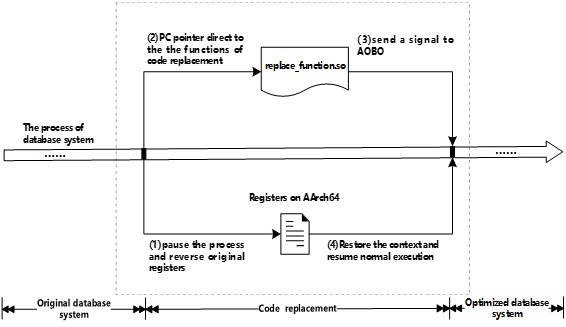 (2)PC pointer direct to
the the functions of
code replacement
(3)send a signal to
AOBO
replace_function.so
The process of
database system
......
......
Registers on AArch64
(1)pause the process
and reverse original
registers
(4)Restore the context and
resume normal execution
Original database
system
Code replacement
Optimized database
system